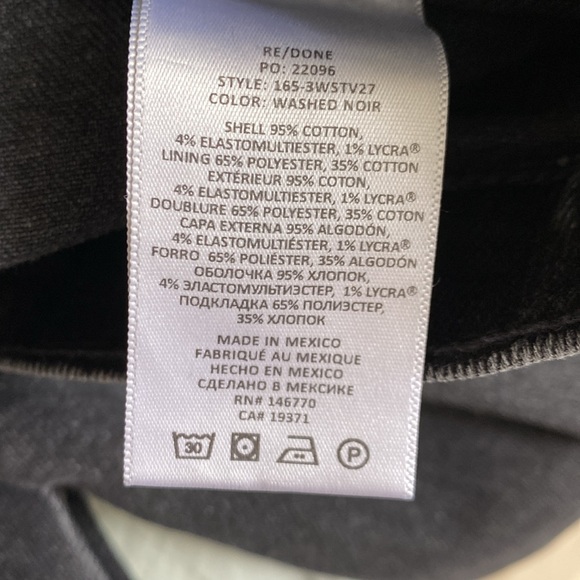 RE/DONE
PO: 22096
STYLE: 165-3WSTV27
COLOR: WASHED NOIR
SHELL 95% COTTON,
4% ELASTOMULTIESTER, 1% LYCRA®
LINING 65% POLYESTER, 35% COTTON
EXTÉRIEUR 95% COTON,
4% ELASTOMULTIESTER, 1% LYCRA®
DOUBLURE 65% POLYESTER, 35% COTON
CAPA EXTERNA 95% ALGODÓN,
4% ELASTOMULTIÉSTER, 1% LYCRA®
FORRO 65% POLIÉSTER, 35% ALGODÓN
ОБОЛОЧКА 95% ХЛОПОК,
4% ЭЛАСТОМУЛЬТИЭСТЕР, 1% LYCRA®
ПОДКЛАДКА 65% ПОЛИЭСТЕР,
35% ХЛОПОК
MADE IN MEXICO
FABRIQUÉ AU MEXIQUE
HECHO EN MÉXICO
СДЕЛАНО В МЕКСИКЕ
RN# 146770
CA# 19371
30 P